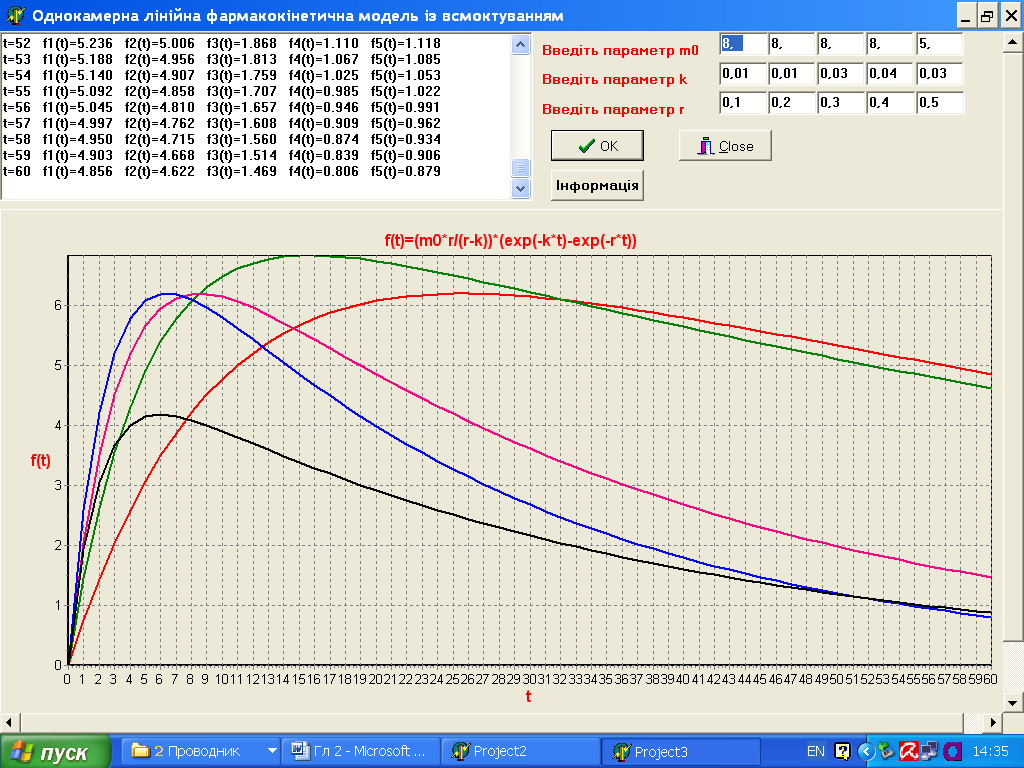 Однокамерна лінійна фармакокінетична модель із всмоктуванням
t=52 f1(t)=5.236 f2(t)=5.006 f3(t)=1.868 f4(t)=1.110 f5(t)=1.118
t=53 f1(t)=5.188 f2(t)=4.956 f3(t)=1.813 f4(t)=1.067 f5(t)=1.085
t=54 f1(t)=5.140 f2(t)=4.907 f3(t)=1.759 f4(t)=1.025 f5(t)=1.053
t=55 f1(t)=5.092 f2(t)=4.858 f3(t)=1.707 f4(t)=0.985 f5(t)=1.022
t=56 f1(t)=5.045 f2(t)=4.810 f3(t)=1.657 f4(t)=0.946 f5(t)=0.991
t=57 f1(t)=4.997 f2(t)=4.762 f3(t)=1.608 f4(t)=0.909 f5(t)=0.962
t=58 f1(t)=4.950 f2(t)=4.715 f3(t)=1.560 f4(t)=0.874 f5(t)=0.934
t=59 f1(t)=4.903 f2(t)=4.668 f3(t)=1.514 f4(t)=0.839 f5(t)=0.906
t=60 f1(t)=4.856 f2(t)=4.622 f3(t)=1.469 f4(t)=0.806 f5(t)=0.879
Введіть параметр m0 8, 8, 8, 8, 5,
Введіть параметр k 0,01 0,01 0,03 0,04 0,03
Введіть параметр r 0,1 0,2 0,3 0,4 0,5
OK Close
Інформація
f(t)=(m0*r/(r-k))*(exp(-k*t)-exp(-r*t))
6
5
4
f(t)
3
2
1
0
0 1 2 3 4 5 6 7 8 9 10 11 12 13 14 15 16 17 18 19 20 21 22 23 24 25 26 27 28 29 30 31 32 33 34 35 36 37 38 39 40 41 42 43 44 45 46 47 48 49 50 51 52 53 54 55 56 57 58 59 60
t
пуск 2 Проводник Гл 2 - Microsoft ... Project2 Project3 EN 14:35